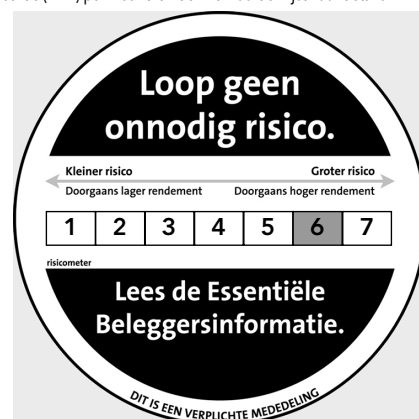 Loop geen
onnodig risico.
Kleiner risico Groter risico
Doorgaans lager rendement Doorgaans hoger rendement
1 2 3 4 5 6 7
risicometer
Lees de Essentiële
Beleggersinformatie.
DIT IS EEN VERPLICHTE MEDEDELING